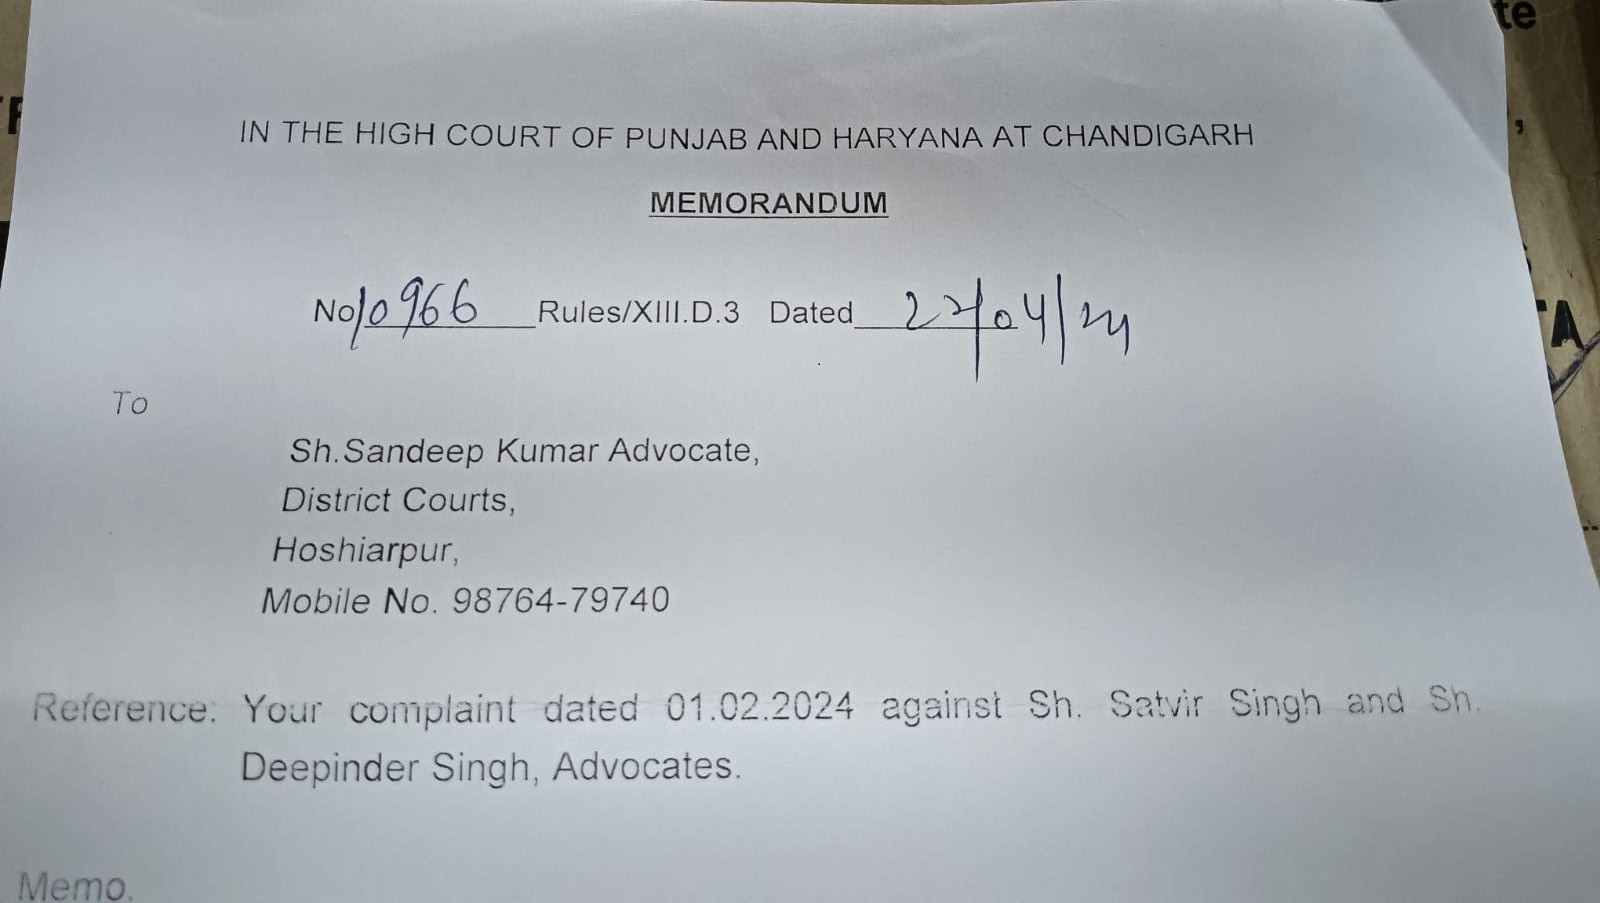 IN THE HIGH COURT OF PUNJAB AND HARYANA AT CHANDIGARH
MEMORANDUM
No 10966 Rules/XIII.D.3 Dated 22/04/24
To
Sh.Sandeep Kumar Advocate,
District Courts,
Hoshiarpur,
Mobile No. 98764-79740
Reference: Your complaint dated 01.02.2024 against Sh. Satvir Singh and Sh.
Deepinder Singh, Advocates.
Memo.